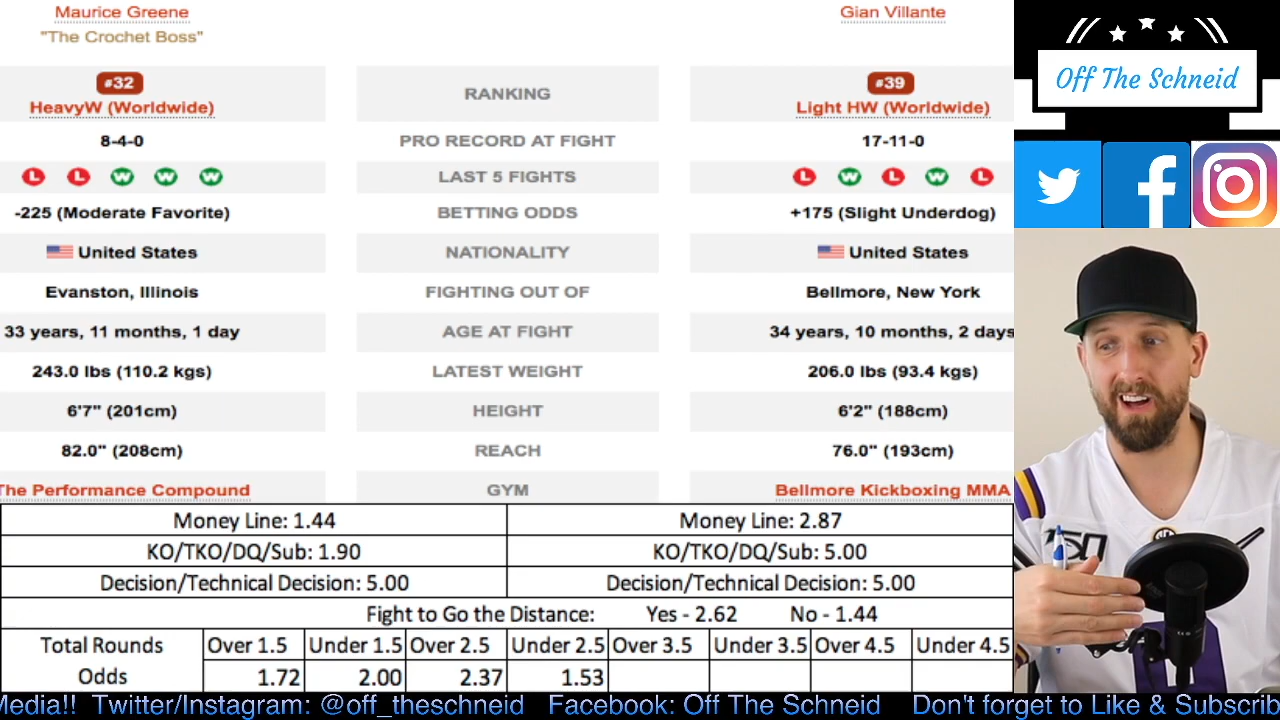 Maurice Greene
"The Crochet Boss"
Gian Villante
#32
HeavyW (Worldwide)
RANKING
#39
Light HW (Worldwide)
8-4-0
PRO RECORD AT FIGHT
17-11-0
L L W W W
LAST 5 FIGHTS
L W L W L
-225 (Moderate Favorite)
BETTING ODDS
+175 (Slight Underdog)
United States
NATIONALITY
United States
Evanston, Illinois
FIGHTING OUT OF
Bellmore, New York
33 years, 11 months, 1 day
AGE AT FIGHT
34 years, 10 months, 2 days
243.0 lbs (110.2 kgs)
LATEST WEIGHT
206.0 lbs (93.4 kgs)
6'7" (201cm)
HEIGHT
6'2" (188cm)
82.0" (208cm)
REACH
76.0" (193cm)
The Performance Compound
GYM
Bellmore Kickboxing MMA
Money Line: 1.44
Money Line: 2.87
KO/TKO/DQ/Sub: 1.90
KO/TKO/DQ/Sub: 5.00
Decision/Technical Decision: 5.00
Decision/Technical Decision: 5.00
Fight to Go the Distance: Yes - 2.62 No - 1.44
Total Rounds Over 1.5 Under 1.5 Over 2.5 Under 2.5 Over 3.5 Under 3.5 Over 4.5 Under 4.5
Odds 1.72 2.00 2.37 1.53
Off The Schneid
Media!! Twitter/Instagram: @off_theschneid Facebook: Off The Schneid Don't forget to Like & Subscrib